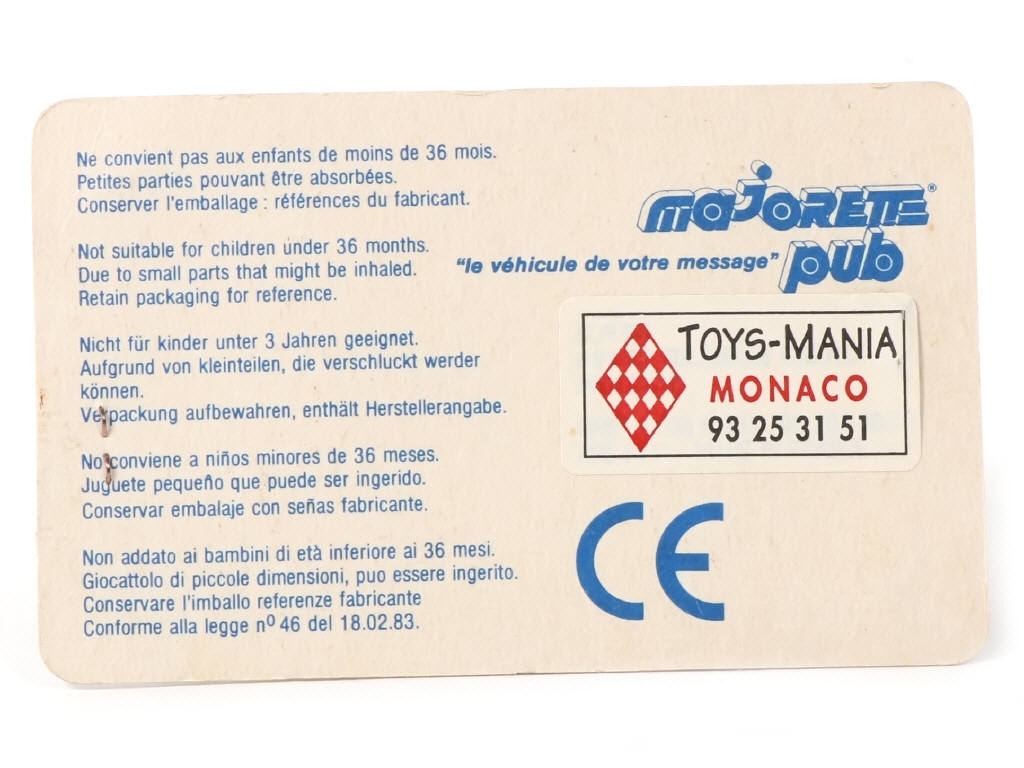 Ne convient pas aux enfants de moins de 36 mois.
Petites parties pouvant être absorbées.
Conserver l'emballage : références du fabricant.
Not suitable for children under 36 months.
Due to small parts that might be inhaled.
Retain packaging for reference.
Nicht für kinder unter 3 Jahren geeignet.
Aufgrund von kleinteilen, die verschluckt werder
können.
Verpackung aufbewahren, enthält Herstellerangabe.
No conviene a niños minores de 36 meses.
Juguete pequeño que puede ser ingerido.
Conservar embalaje con señas fabricante.
Non addato ai bambini di età inferiore ai 36 mesi.
Giocattolo di piccole dimensioni, puo essere ingerito.
Conservare l'imballo referenze fabricante
Conforme alla legge nº 46 del 18.02.83.
majorette®
pub
"le véhicule de votre message"
TOYS-MANIA
MONACO
93 25 31 51
CE